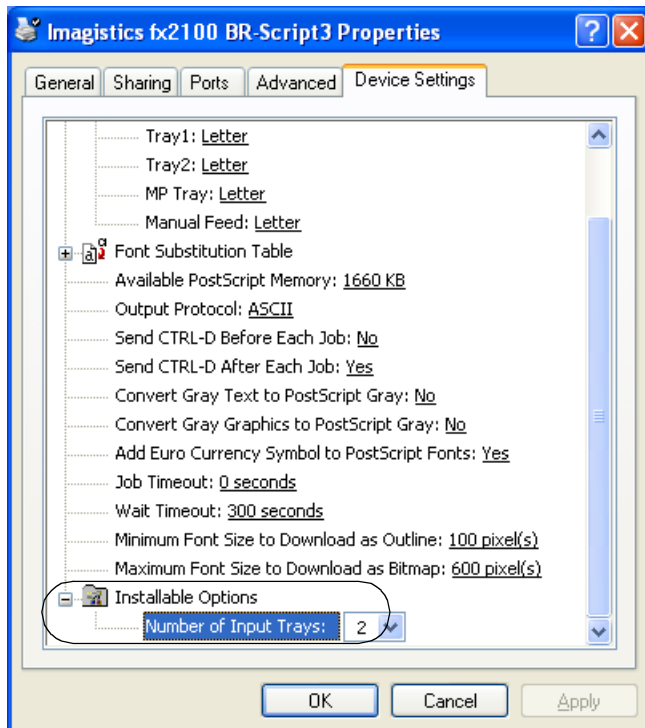 Imagistics fx2100 BR-Script3 Properties
General Sharing Ports Advanced Device Settings
Tray1: Letter
Tray2: Letter
MP Tray: Letter
Manual Feed: Letter
Font Substitution Table
Available PostScript Memory: 1660 KB
Output Protocol: ASCII
Send CTRL-D Before Each Job: No
Send CTRL-D After Each Job: Yes
Convert Gray Text to PostScript Gray: No
Convert Gray Graphics to PostScript Gray: No
Add Euro Currency Symbol to PostScript Fonts: Yes
Job Timeout: 0 seconds
Wait Timeout: 300 seconds
Minimum Font Size to Download as Outline: 100 pixel(s)
Maximum Font Size to Download as Bitmap: 600 pixel(s)
Installable Options
Number of Input Trays: 2
OK Cancel Apply